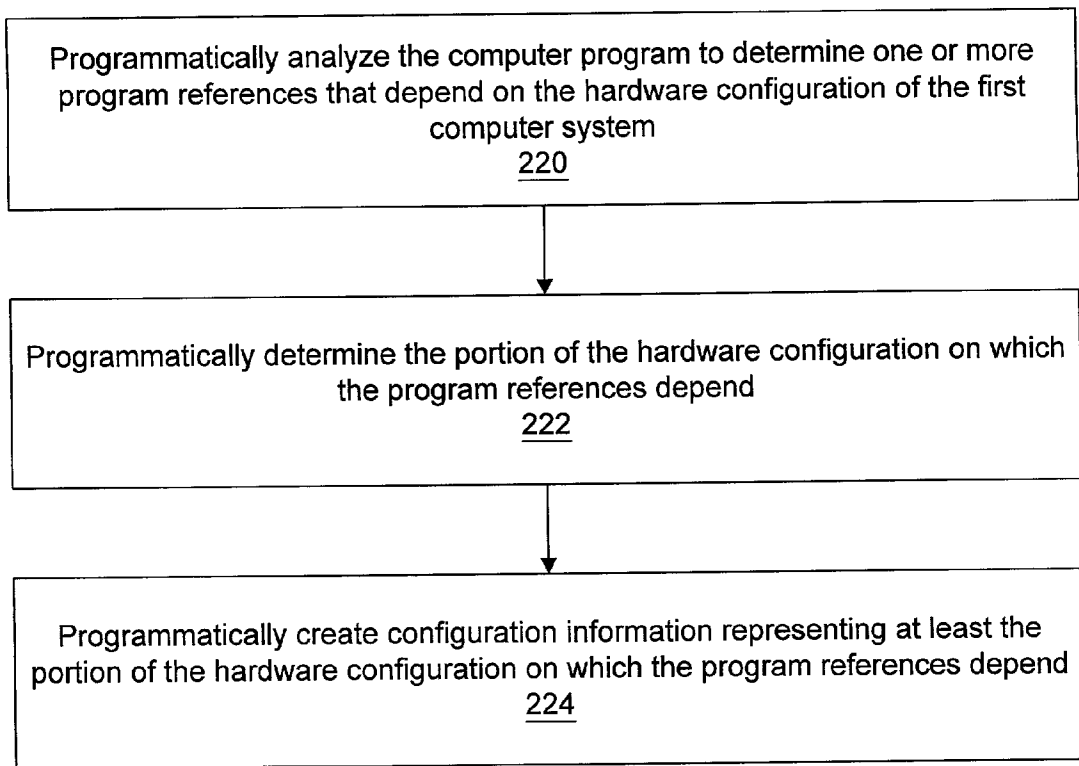 Programmatically analyze the computer program to determine one or more
program references that depend on the hardware configuration of the first
computer system
220
Programmatically determine the portion of the hardware configuration on which
the program references depend
222
Programmatically create configuration information representing at least the
portion of the hardware configuration on which the program references depend
224